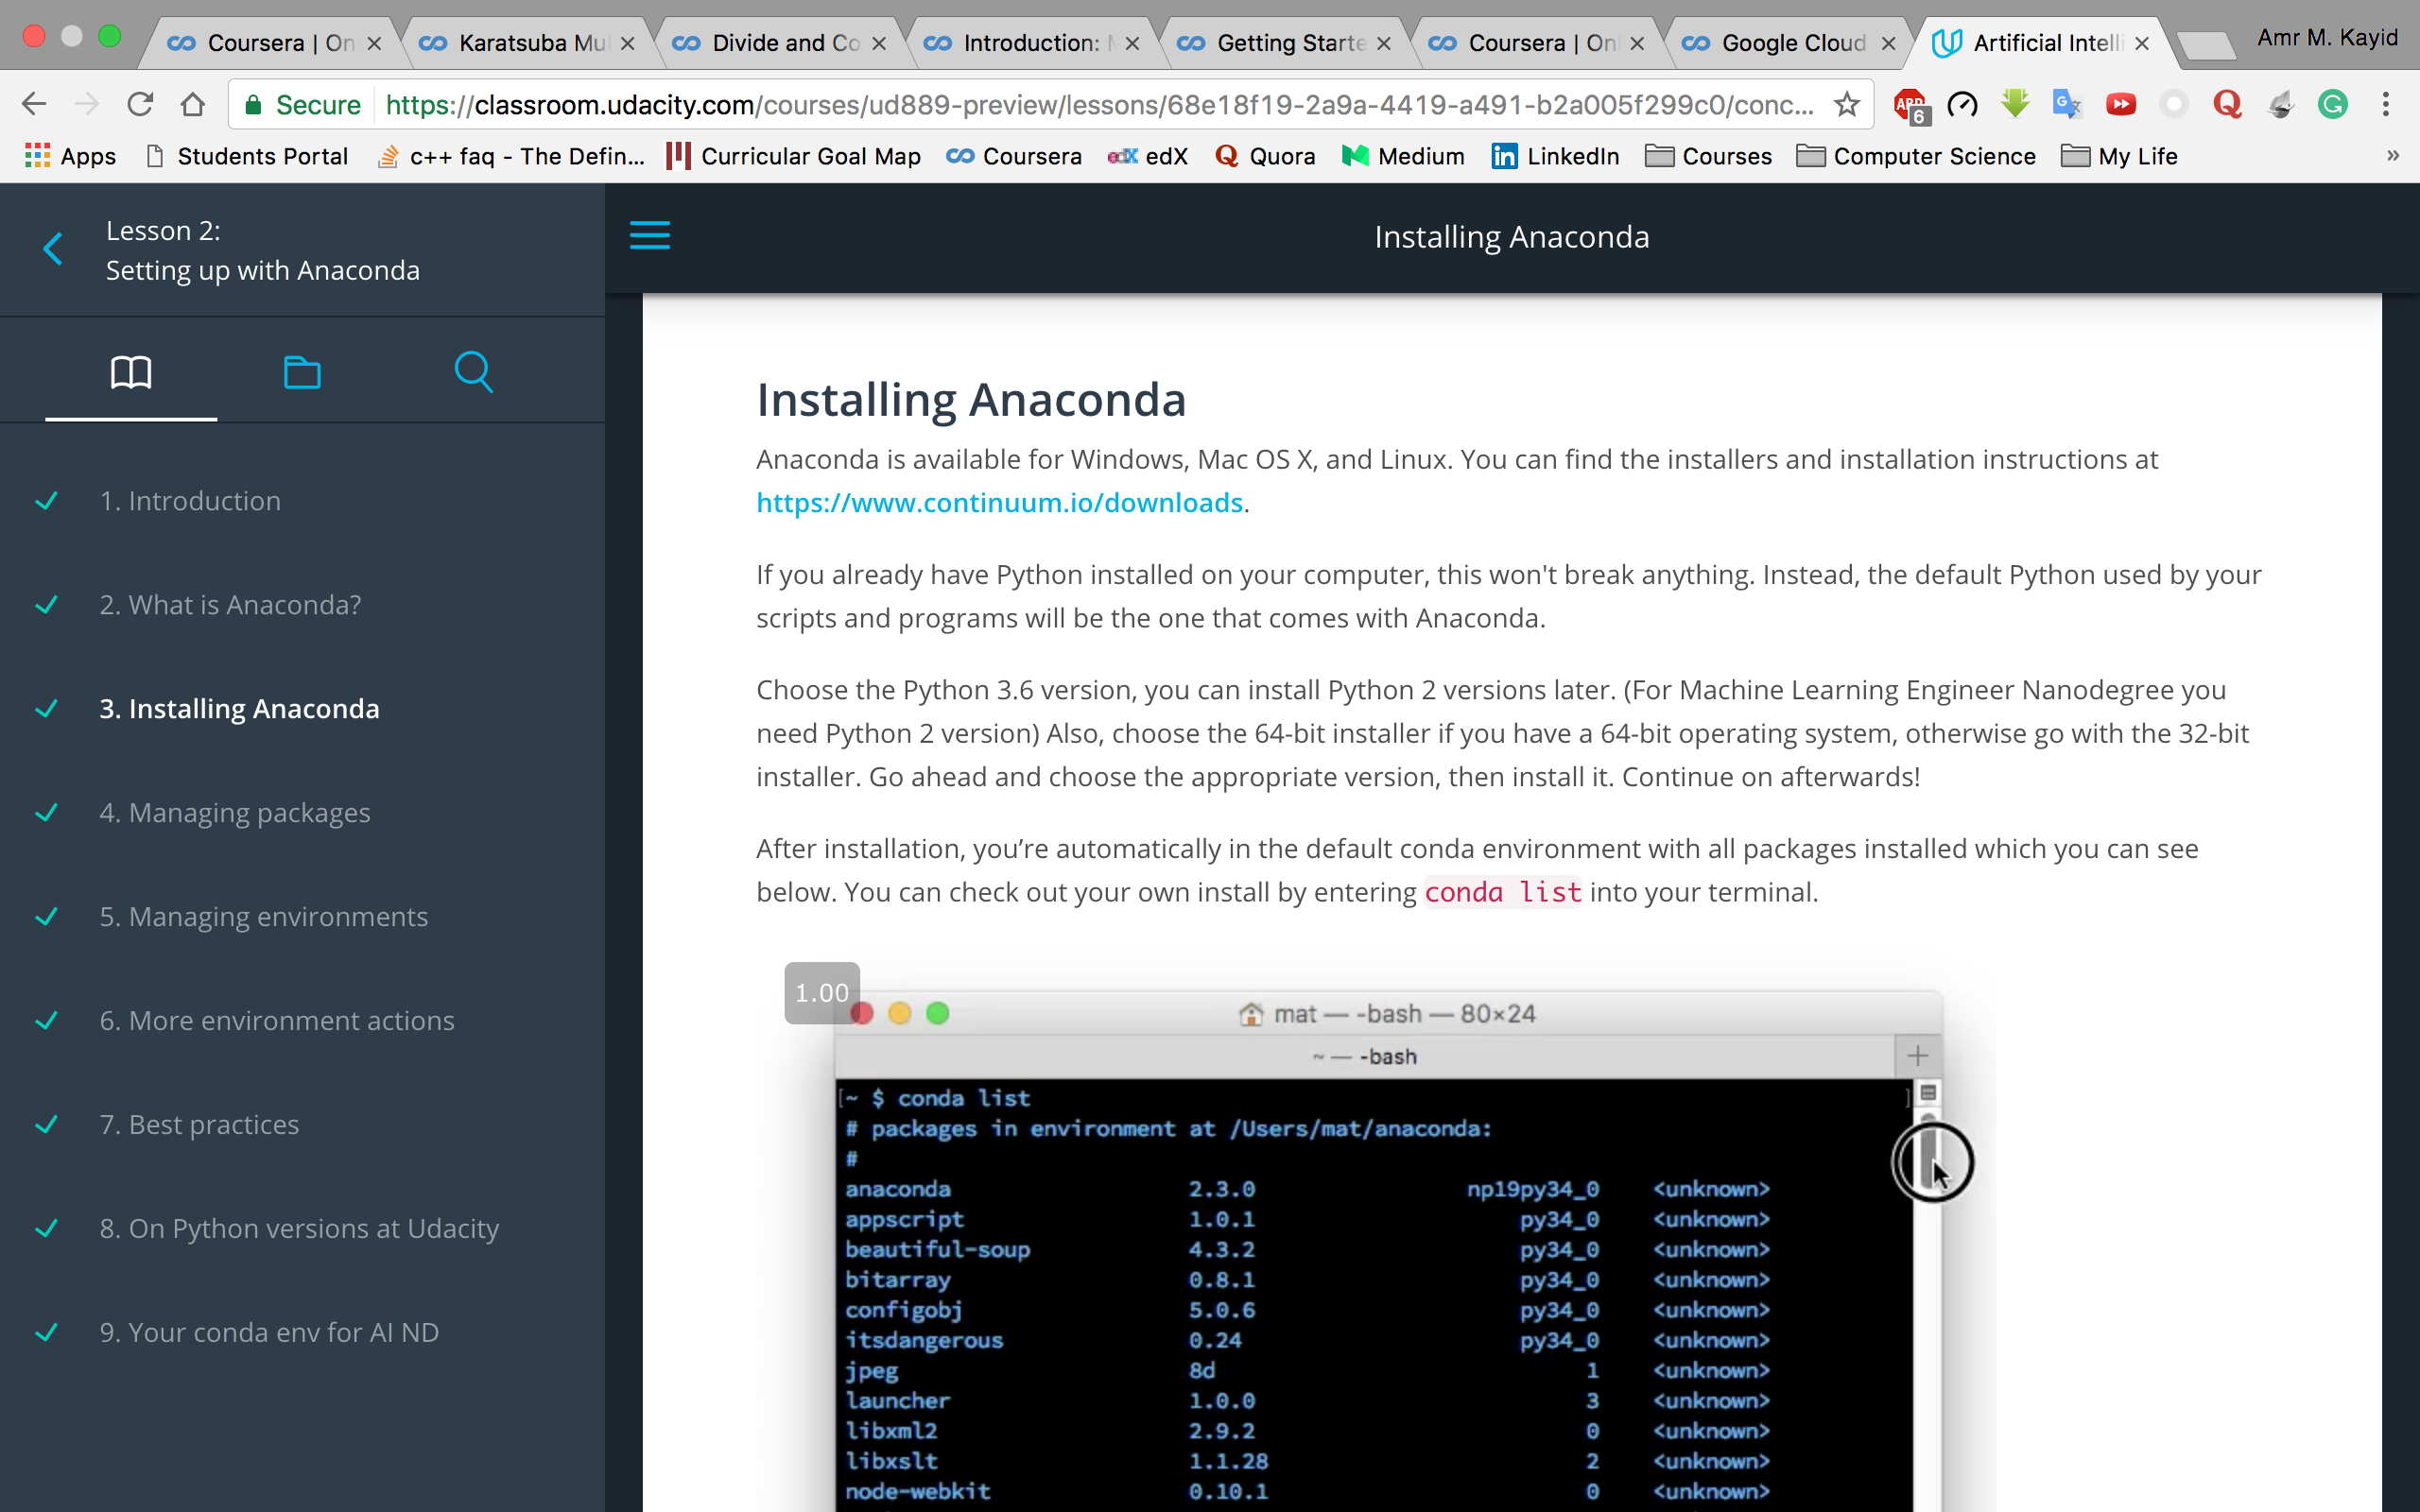 Coursera | On
Karatsuba Mul
Divide and Co
Introduction: M
Getting Starte
Coursera | Onl
Google Cloud
Artificial Intelli
Amr M. Kayid
Secure
https://classroom.udacity.com/courses/ud889-preview/lessons/68e18f19-2a9a-4419-a491-b2a005f299c0/conc...
ABP
6
Apps
Students Portal
c++ faq - The Defin...
Curricular Goal Map
Coursera
edX
Quora
Medium
LinkedIn
Courses
Computer Science
My Life
»
Lesson 2:
Setting up with Anaconda
1. Introduction
2. What is Anaconda?
3. Installing Anaconda
4. Managing packages
5. Managing environments
6. More environment actions
7. Best practices
8. On Python versions at Udacity
9. Your conda env for AI ND
Installing Anaconda
Installing Anaconda
Anaconda is available for Windows, Mac OS X, and Linux. You can find the installers and installation instructions at
https://www.continuum.io/downloads.
If you already have Python installed on your computer, this won't break anything. Instead, the default Python used by your
scripts and programs will be the one that comes with Anaconda.
Choose the Python 3.6 version, you can install Python 2 versions later. (For Machine Learning Engineer Nanodegree you
need Python 2 version) Also, choose the 64-bit installer if you have a 64-bit operating system, otherwise go with the 32-bit
installer. Go ahead and choose the appropriate version, then install it. Continue on afterwards!
After installation, you’re automatically in the default conda environment with all packages installed which you can see
below. You can check out your own install by entering conda list into your terminal.
1.00
mat — -bash — 80×24
~ — -bash
[~ $ conda list ]
# packages in environment at /Users/mat/anaconda:
#
anaconda 2.3.0 np19py34_0 <unknown>
appscript 1.0.1 py34_0 <unknown>
beautiful-soup 4.3.2 py34_0 <unknown>
bitarray 0.8.1 py34_0 <unknown>
configobj 5.0.6 py34_0 <unknown>
itsdangerous 0.24 py34_0 <unknown>
jpeg 8d 1 <unknown>
launcher 1.0.0 3 <unknown>
libxml2 2.9.2 0 <unknown>
libxslt 1.1.28 2 <unknown>
node-webkit 0.10.1 0 <unknown>